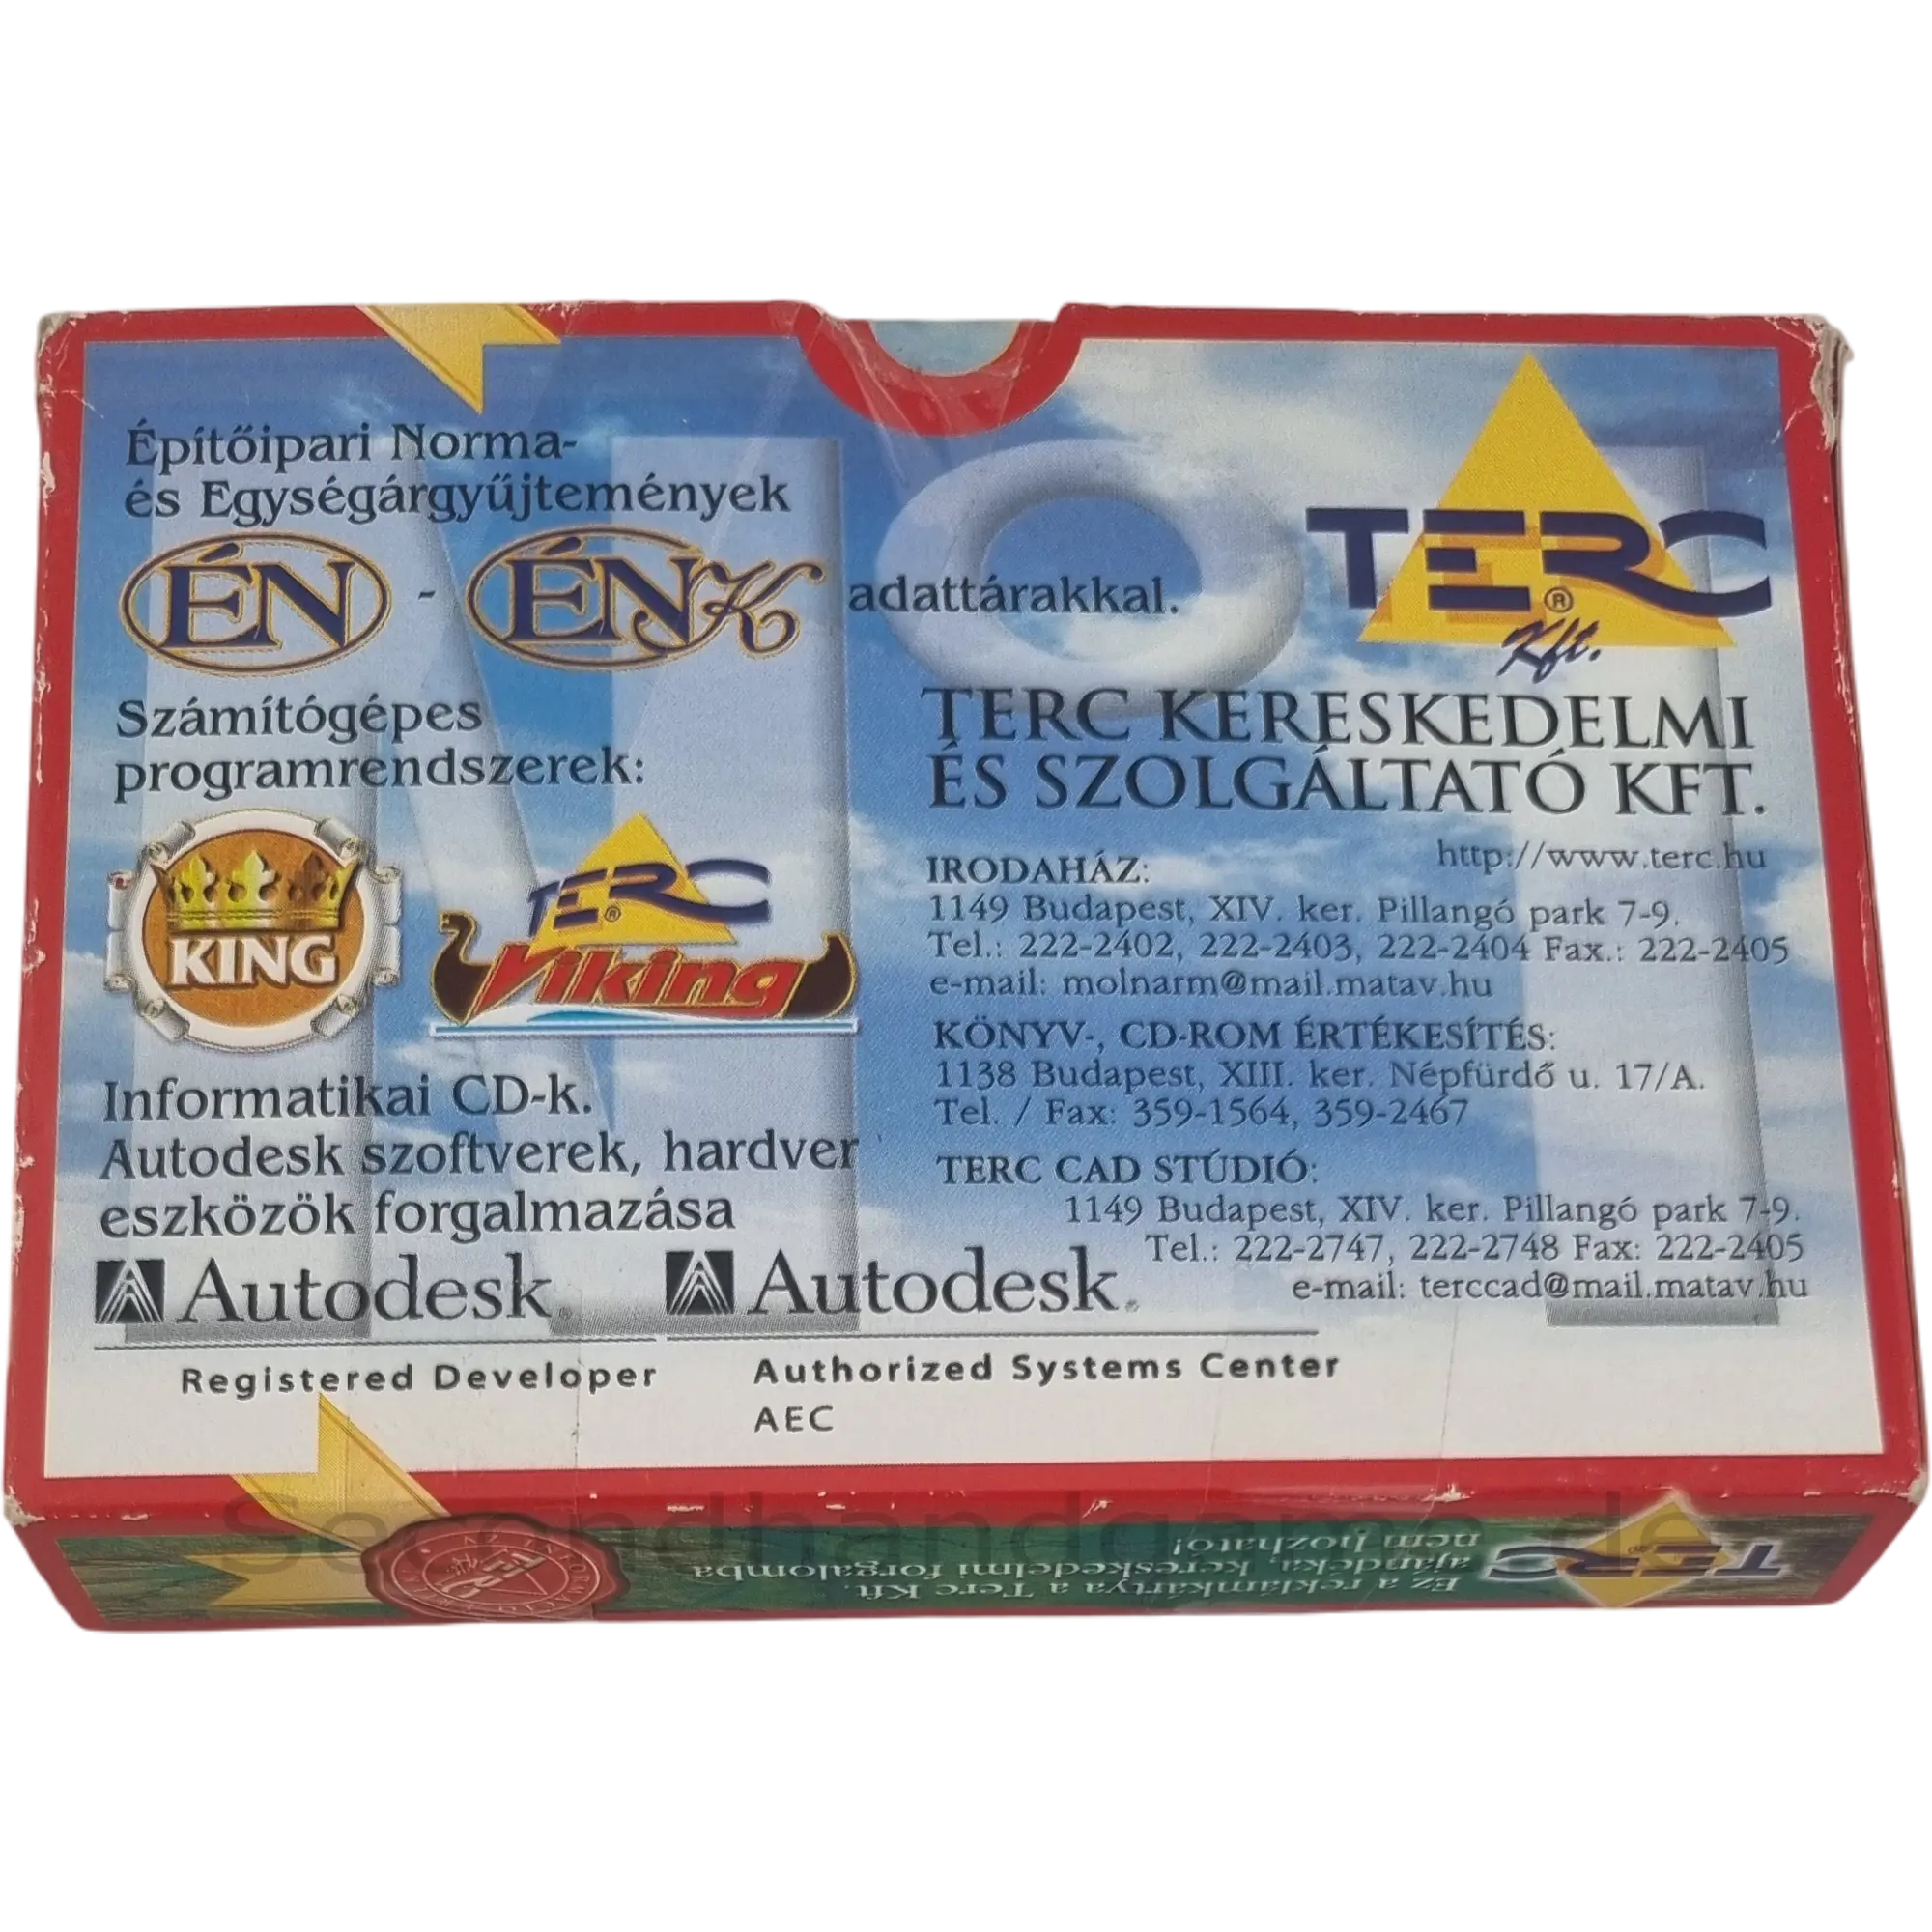 Építőipari Norma-
és Egységárgyűjtemények
ÉN - ÉNK adattárakkal.
Számítógépes
programrendszerek:
KING
TERC ®
Viking
Informatikai CD-k.
Autodesk szoftverek, hardver
eszközök forgalmazása
Autodesk®
Registered Developer
Autodesk®
Authorized Systems Center
AEC
TERC ®
Kft.
TERC KERESKEDELMI
ÉS SZOLGÁLTATÓ KFT.
http://www.terc.hu
IRODAHÁZ:
1149 Budapest, XIV. ker. Pillangó park 7-9.
Tel.: 222-2402, 222-2403, 222-2404 Fax.: 222-2405
e-mail: molnarm@mail.matav.hu
KÖNYV-, CD-ROM ÉRTÉKESÍTÉS:
1138 Budapest, XIII. ker. Népfürdő u. 17/A.
Tel. / Fax: 359-1564, 359-2467
TERC CAD STÚDIÓ:
1149 Budapest, XIV. ker. Pillangó park 7-9.
Tel.: 222-2747, 222-2748 Fax: 222-2405
e-mail: terccad@mail.matav.hu
TERC
Ez a reklámkártya a Terc Kft.
ajándéka, kereskedelmi forgalomba
nem hozható!
Secondhandgame.de